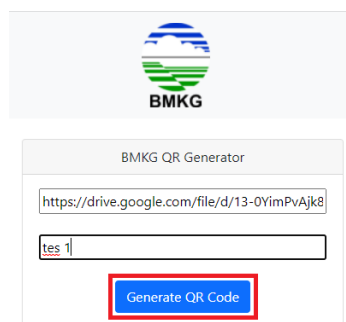 BMKG
BMKG QR Generator
https://drive.google.com/file/d/13-0YimPvAjk8
tes 1
Generate QR Code